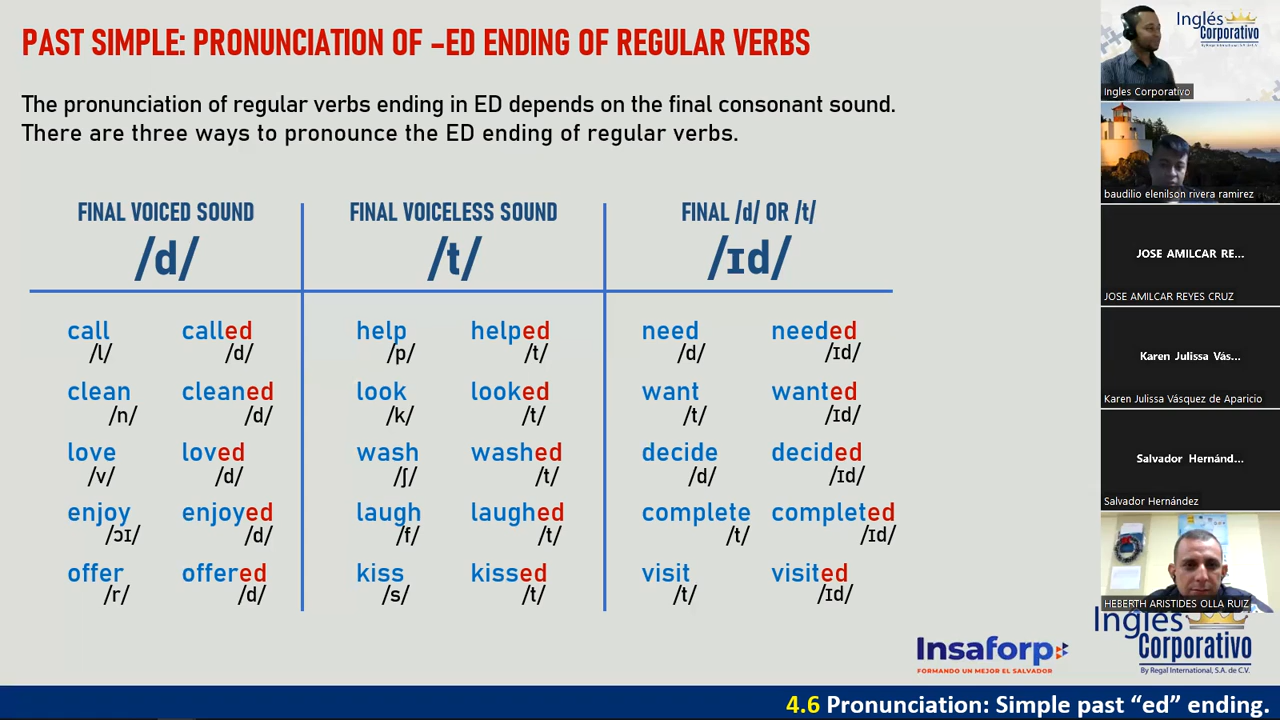 PAST SIMPLE: PRONUNCIATION OF -ED ENDING OF REGULAR VERBS
The pronunciation of regular verbs ending in ED depends on the final consonant sound.
There are three ways to pronounce the ED ending of regular verbs.
FINAL VOICED SOUND FINAL VOICELESS SOUND FINAL /d/ OR /t/
/d/ /t/ /ɪd/
call called help helped need needed
/l/ /d/ /p/ /t/ /d/ /ɪd/
clean cleaned look looked want wanted
/n/ /d/ /k/ /t/ /t/ /ɪd/
love loved wash washed decide decided
/v/ /d/ /ʃ/ /t/ /d/ /ɪd/
enjoy enjoyed laugh laughed complete completed
/ɔɪ/ /d/ /f/ /t/ /t/ /ɪd/
offer offered kiss kissed visit visited
/r/ /d/ /s/ /t/ /t/ /ɪd/
Insaforp
FORMANDO UN MEJOR EL SALVADOR
Inglés
Corporativo
By Regal International, S.A. de C.V.
4.6 Pronunciation: Simple past “ed” ending.
Inglés
Corporativo
By Regal International, S.A. de C.V.
Ingles Corporativo
baudilio elenilson rivera ramirez
JOSE AMILCAR RE...
JOSE AMILCAR REYES CRUZ
Karen Julissa Vás...
Karen Julissa Vásquez de Aparicio
Salvador Hernánd...
Salvador Hernández
HEBERTH ARISTIDES OLLA RUIZ